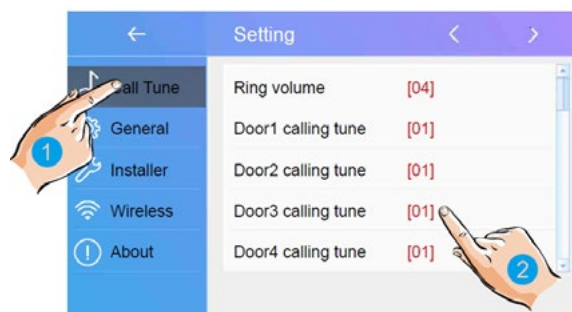 Setting
Call Tune
General
Installer
Wireless
About
Ring volume [04]
Door1 calling tune [01]
Door2 calling tune [01]
Door3 calling tune [01]
Door4 calling tune [01]
1
2